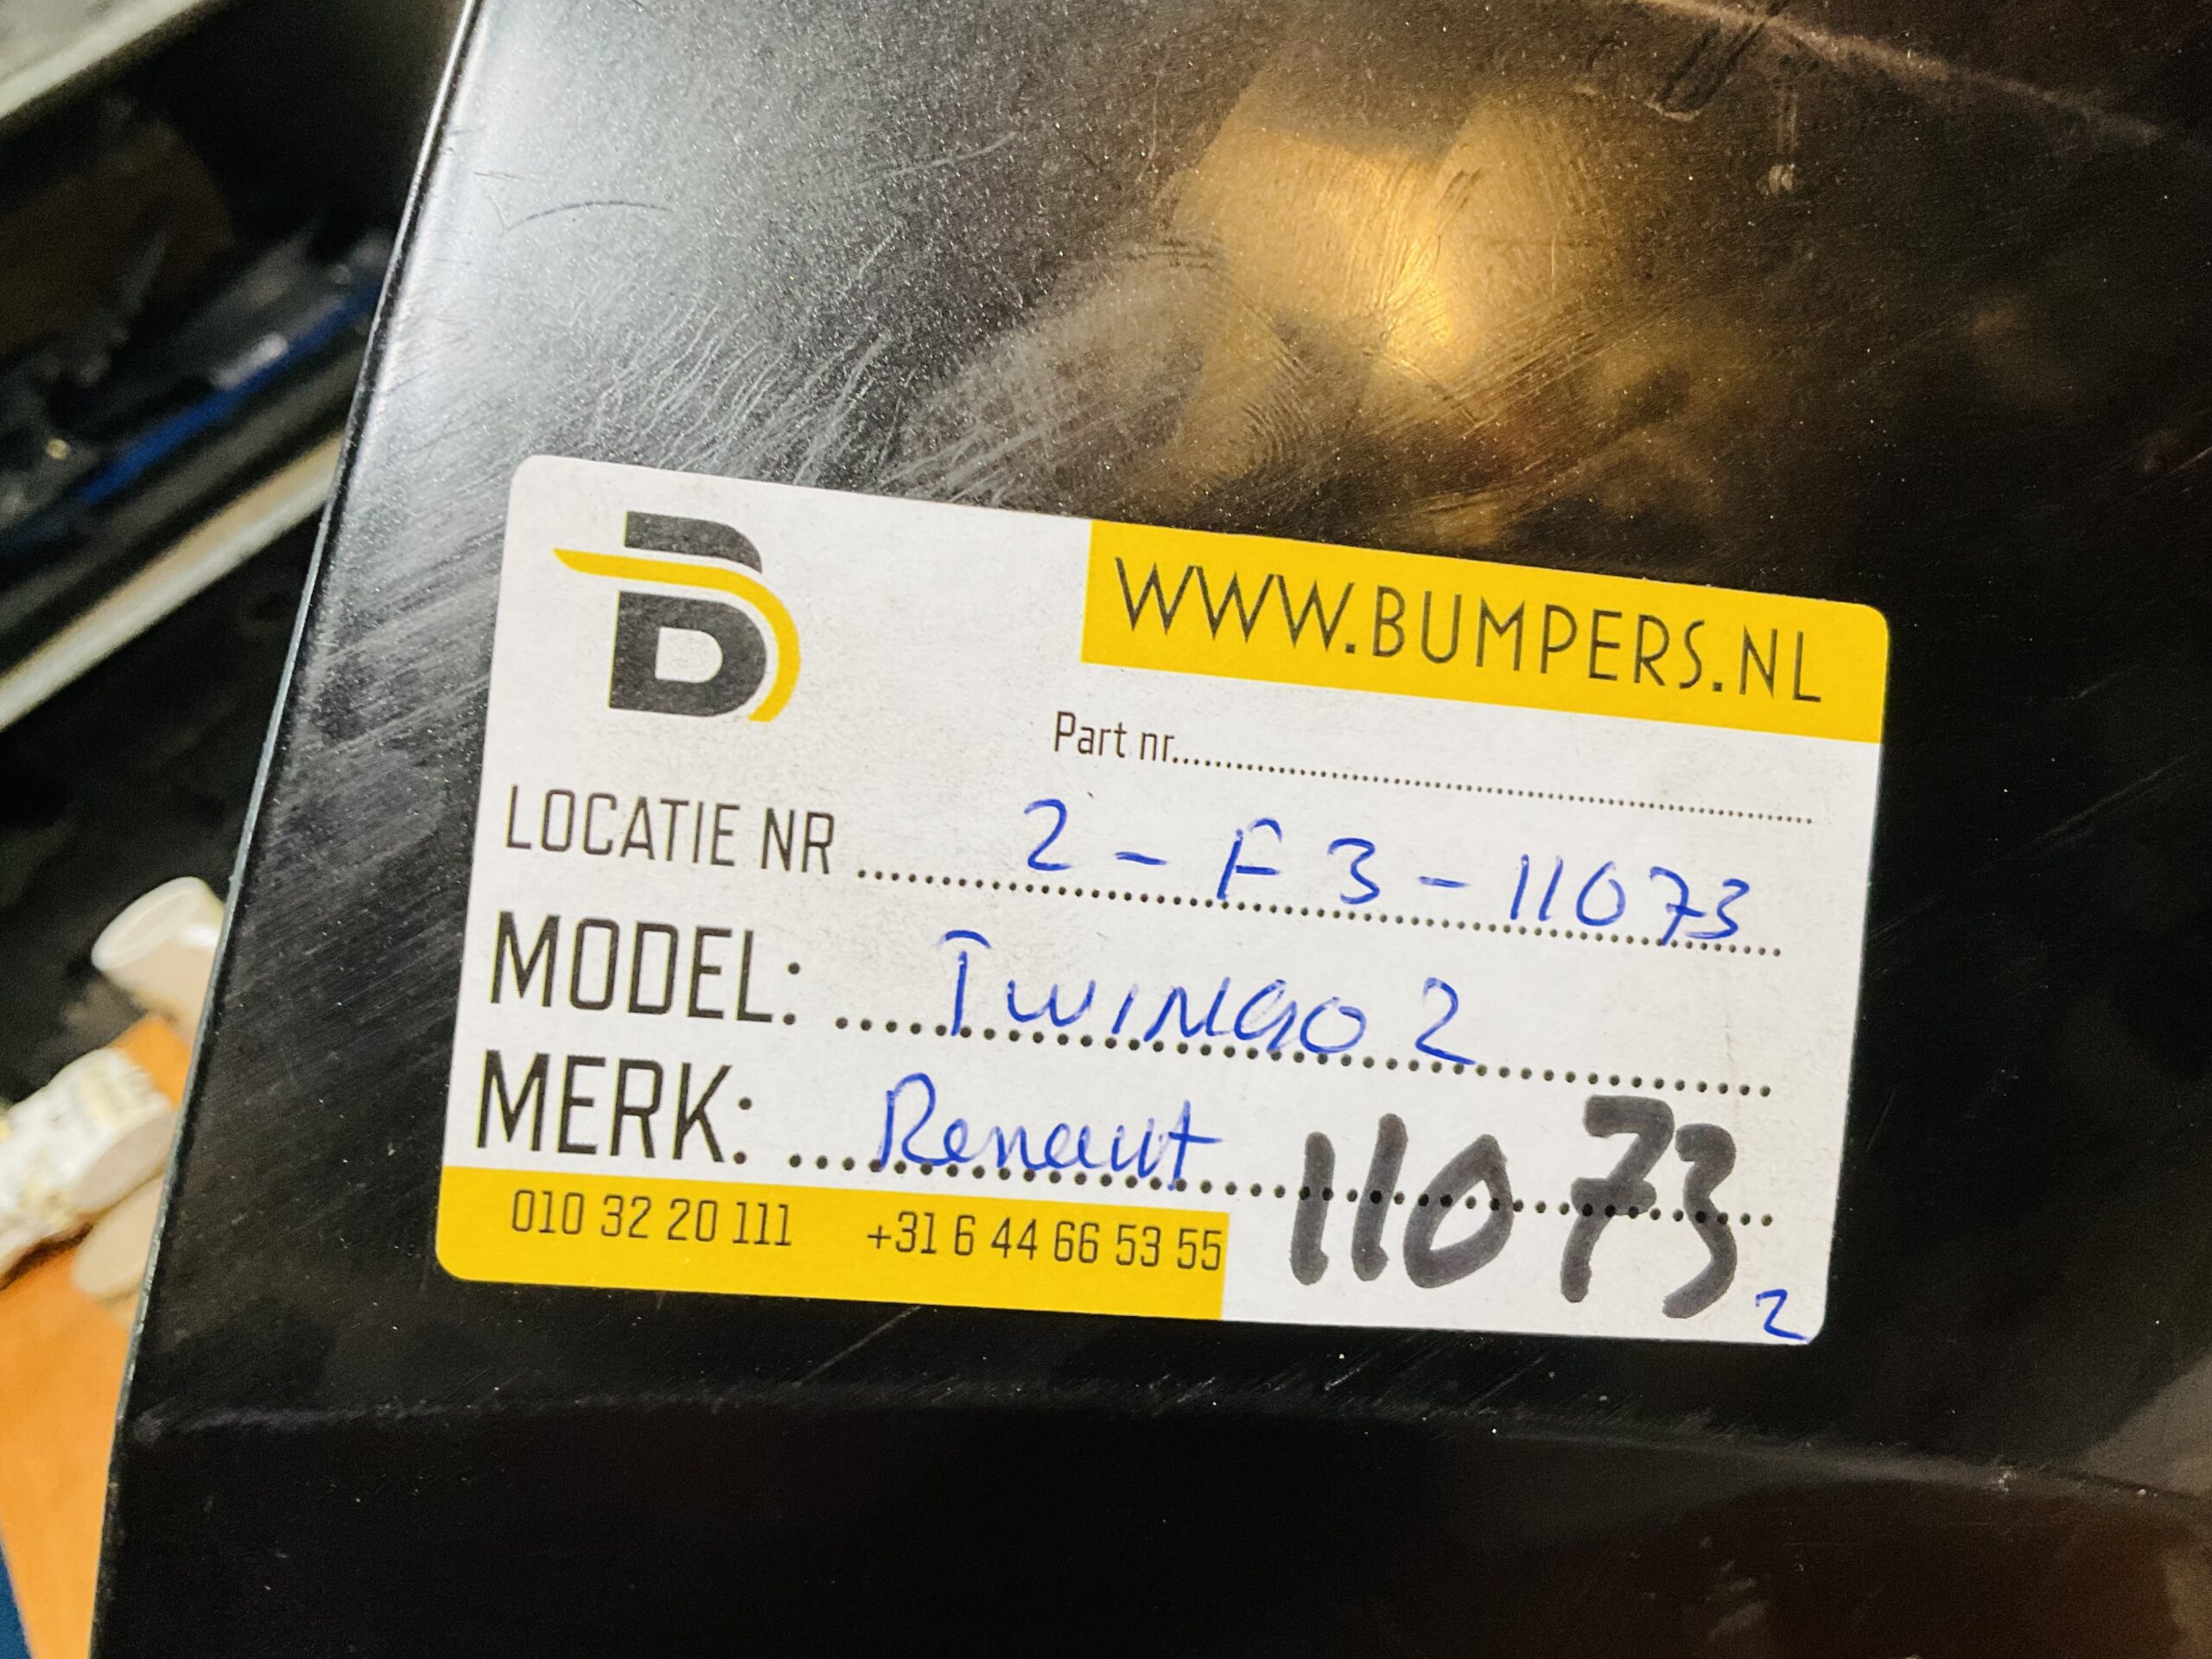 B
WWW.BUMPERS.NL
Part nr..........
LOCATIE NR .......... 2-F3-11073
MODEL: .......... TWINGO 2
MERK: .......... Renault 11073
010 32 20 111 +31 6 44 66 53 55
2